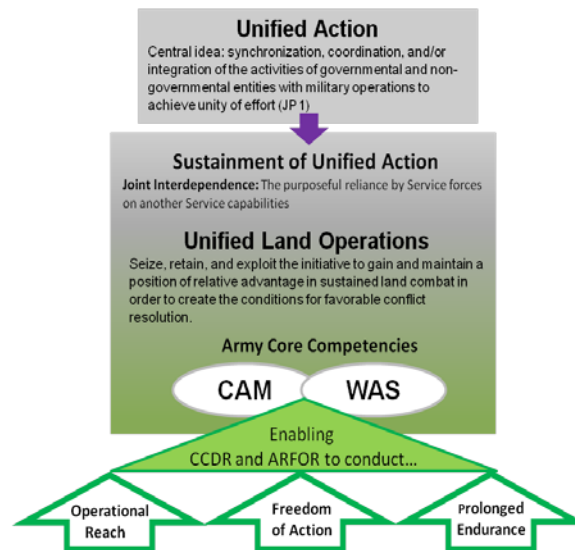 Unified Action
Central idea: synchronization, coordination, and/or
integration of the activities of governmental and non-
governmental entities with military operations to
achieve unity of effort (JP 1)
Sustainment of Unified Action
Joint Interdependence: The purposeful reliance by Service forces
on another Service capabilities
Unified Land Operations
Seize, retain, and exploit the initiative to gain and maintain a
position of relative advantage in sustained land combat in
order to create the conditions for favorable conflict
resolution.
Army Core Competencies
CAM WAS
Enabling
CCDR and ARFOR to conduct...
Operational
Reach
Freedom
of Action
Prolonged
Endurance